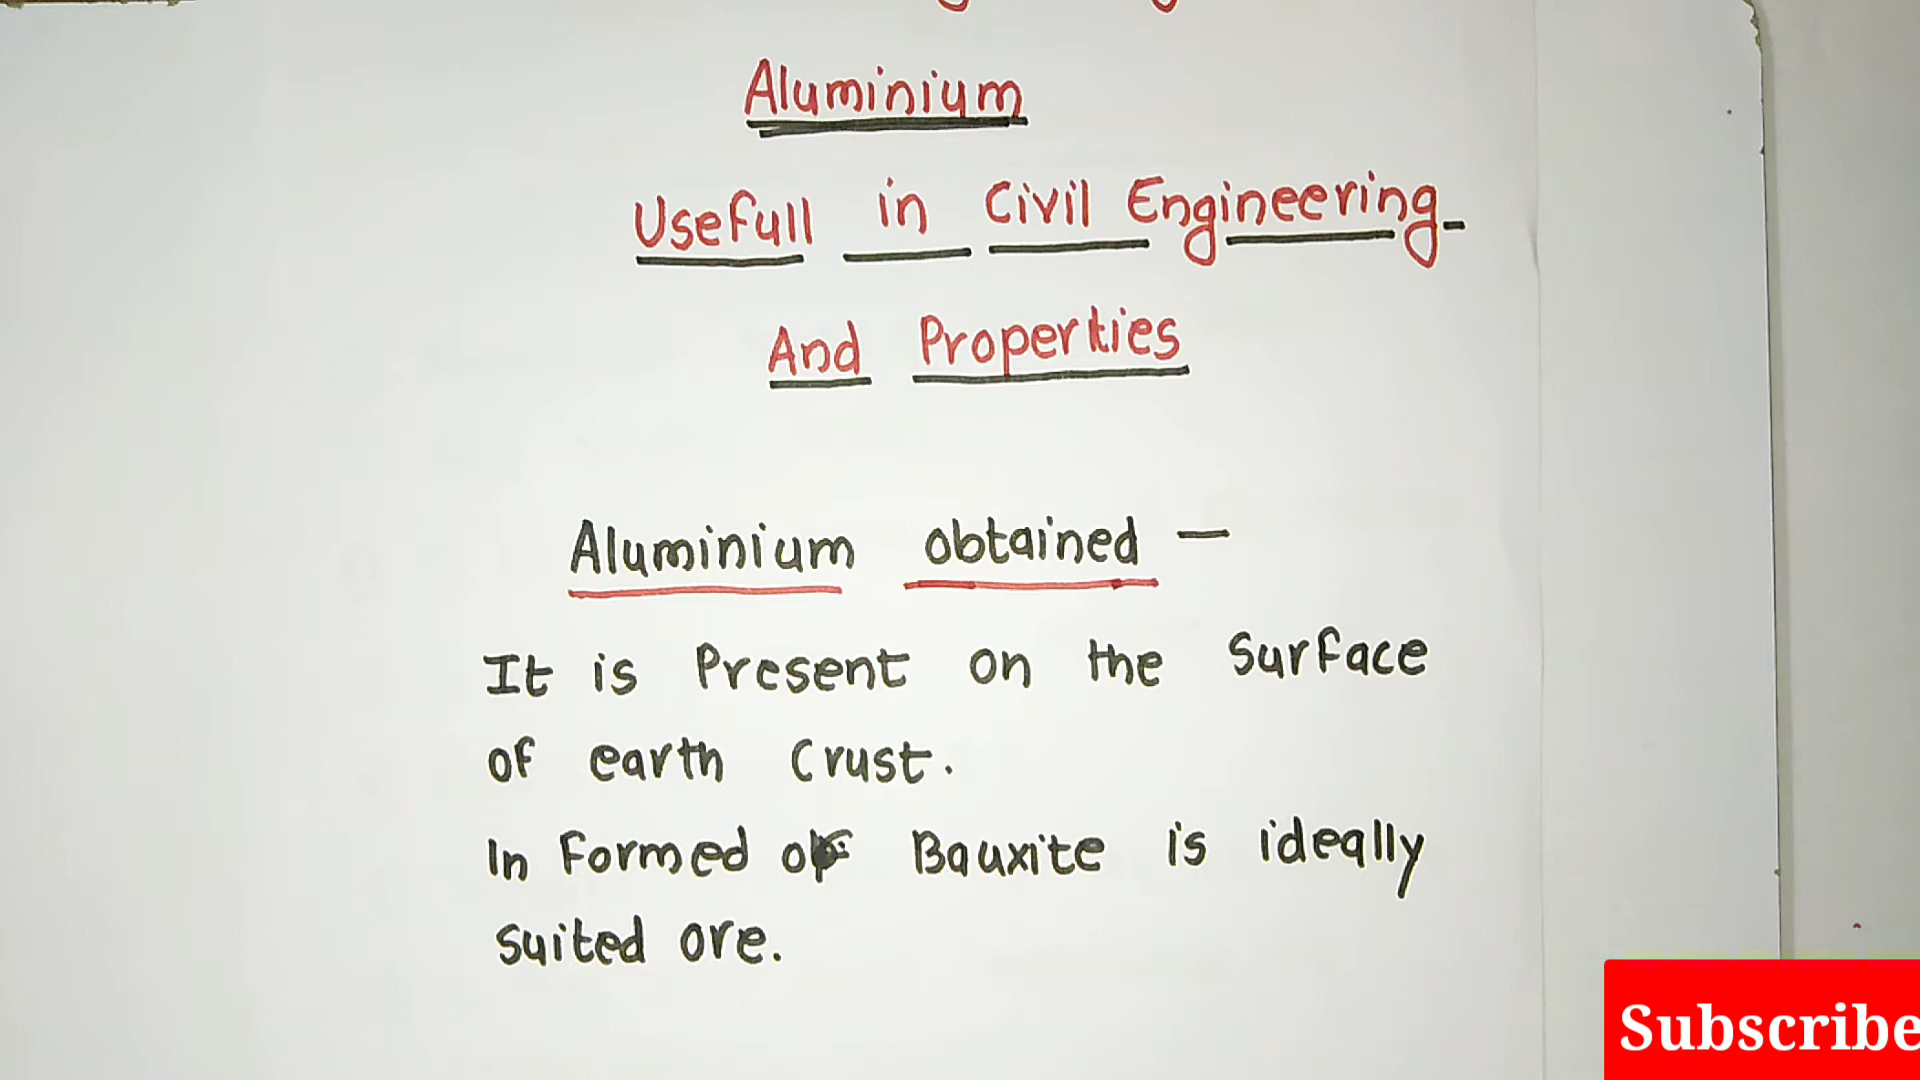 Aluminium
Usefull in Civil Engineering
And Properties
Aluminium obtained —
It is Present on the Surface
of earth Crust.
In Formed of Bauxite is ideally
suited ore.
Subscribe